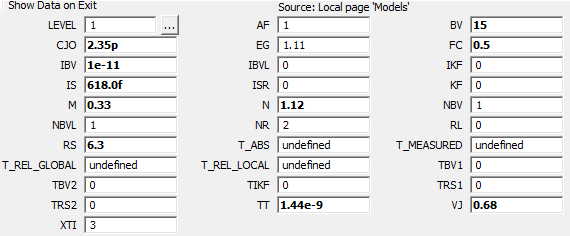 Show Data on Exit Source: Local page 'Models'
LEVEL 1 ... AF 1 BV 15
CJO 2.35p EG 1.11 FC 0.5
IBV 1e-11 IBVL 0 IKF 0
IS 618.0f ISR 0 KF 0
M 0.33 N 1.12 NBV 1
NBVL 1 NR 2 RL 0
RS 6.3 T_ABS undefined T_MEASURED undefined
T_REL_GLOBAL undefined T_REL_LOCAL undefined TBV1 0
TBV2 0 TIKF 0 TRS1 0
TRS2 0 TT 1.44e-9 VJ 0.68
XTI 3